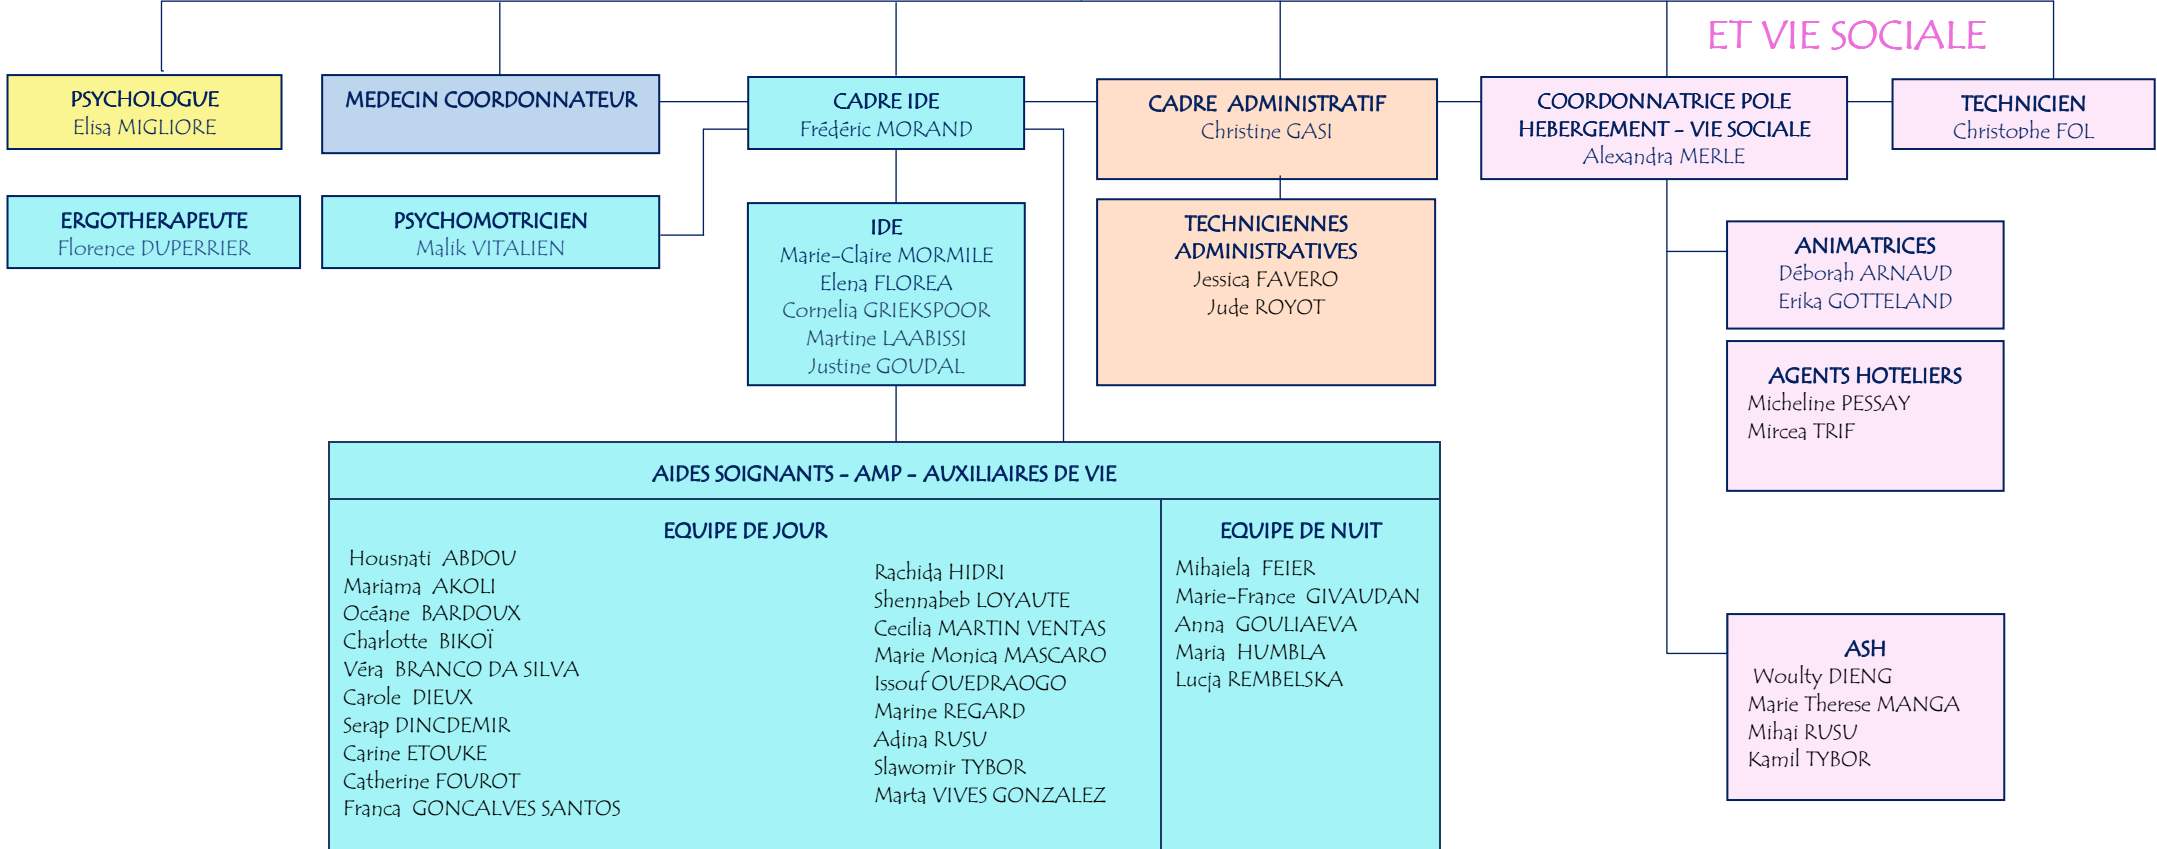 ET VIE SOCIALE
PSYCHOLOGUE
Elisa MIGLIORE
MEDECIN COORDONNATEUR
CADRE IDE
Frédéric MORAND
CADRE ADMINISTRATIF
Christine GASI
COORDONNATRICE POLE
HEBERGEMENT - VIE SOCIALE
Alexandra MERLE
TECHNICIEN
Christophe FOL
ERGOTHERAPEUTE
Florence DUPERRIER
PSYCHOMOTRICIEN
Malik VITALIEN
IDE
Marie-Claire MORMILE
Elena FLOREA
Cornelia GRIEKSPOOR
Martine LAABISSI
Justine GOUDAL
TECHNICIENNES
ADMINISTRATIVES
Jessica FAVERO
Jude ROYOT
ANIMATRICES
Déborah ARNAUD
Erika GOTTELAND
AGENTS HOTELIERS
Micheline PESSAY
Mircea TRIF
AIDES SOIGNANTS - AMP - AUXILIAIRES DE VIE
EQUIPE DE JOUR
Housnati ABDOU
Mariama AKOLI
Océane BARDOUX
Charlotte BIKOÏ
Véra BRANCO DA SILVA
Carole DIEUX
Serap DINCDEMIR
Carine ETOUKE
Catherine FOUROT
Franca GONCALVES SANTOS
Rachida HIDRI
Shennabeb LOYAUTE
Cecilia MARTIN VENTAS
Marie Monica MASCARO
Issouf OUEDRAOGO
Marine REGARD
Adina RUSU
Slawomir TYBOR
Marta VIVES GONZALEZ
EQUIPE DE NUIT
Mihaiela FEIER
Marie-France GIVAUDAN
Anna GOULIAEVA
Maria HUMBLA
Lucja REMBELSKA
ASH
Woulty DIENG
Marie Therese MANGA
Mihai RUSU
Kamil TYBOR